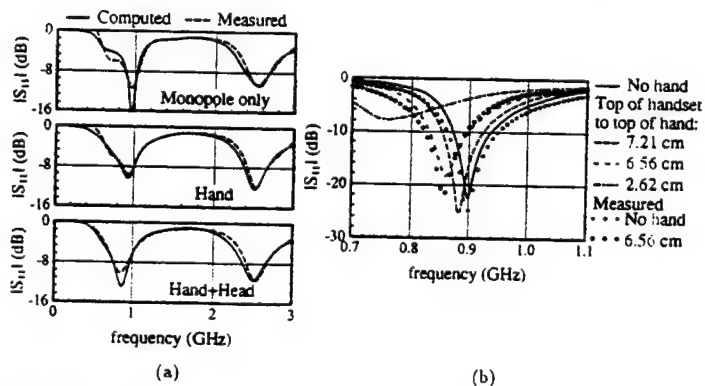 Computed Measured
0
-8
-16
|S₁₁| (dB)
Monopole only
0
-8
-16
|S₁₁| (dB)
Hand
0
-8
-16
|S₁₁| (dB)
Hand+Head
0 1 2 3
frequency (GHz)
(a)
0
-10
-20
-30
|S₁₁| (dB)
0.7 0.8 0.9 1.0 1.1
frequency (GHz)
No hand
Top of handset
to top of hand:
7.21 cm
6.56 cm
2.62 cm
Measured
No hand
6.56 cm
(b)